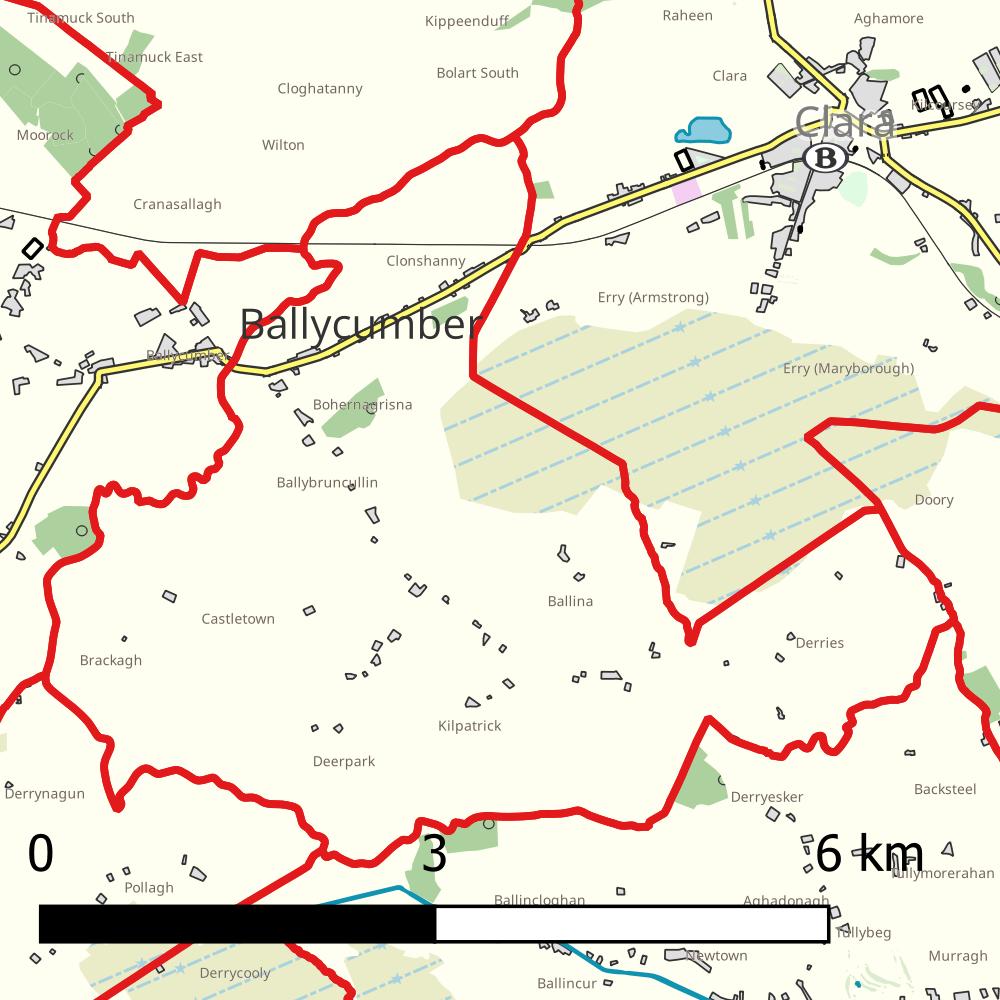 Tinamuck South
Kippeenduff
Raheen
Aghamore
Tinamuck East
Bolart South
Clara
Cloghatanny
Kilcoursey
Clara
Moorock
Wilton
B
Cranasallagh
Clonshanny
Erry (Armstrong)
Ballycumber
Ballycumber
Erry (Maryborough)
Bohernagrisna
Ballybruncullin
Doory
Ballina
Castletown
Derries
Brackagh
Kilpatrick
Deerpark
Derrynagun
Backsteel
Derryesker
0 3 6 km
Tullymorerahan
Pollagh
Ballincloghan
Aghadonagh
Tullybeg
Newtown
Murragh
Derrycooly
Ballincur